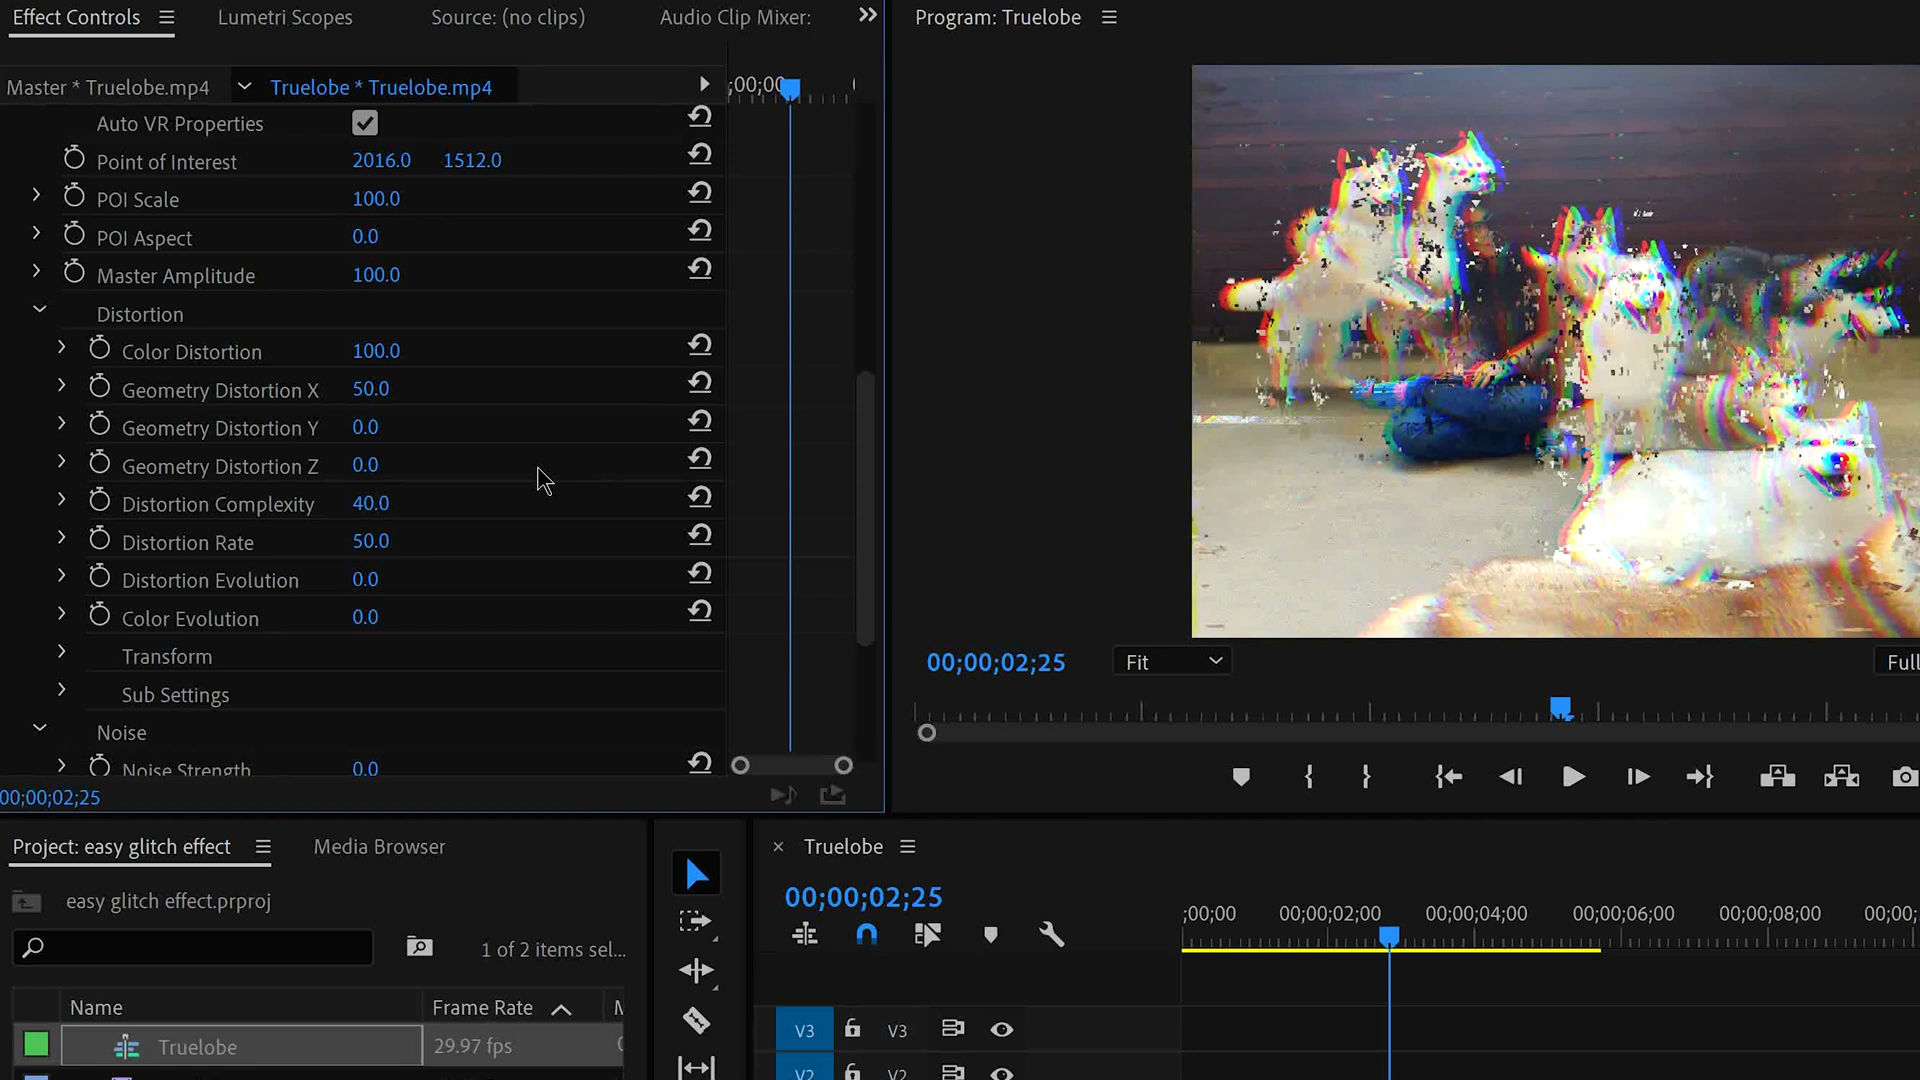 Effect Controls
Lumetri Scopes
Source: (no clips)
Audio Clip Mixer:
Program: Truelobe
Master * Truelobe.mp4
Truelobe * Truelobe.mp4
;00;00
Auto VR Properties
Point of Interest 2016.0 1512.0
POI Scale 100.0
POI Aspect 0.0
Master Amplitude 100.0
Distortion
Color Distortion 100.0
Geometry Distortion X 50.0
Geometry Distortion Y 0.0
Geometry Distortion Z 0.0
Distortion Complexity 40.0
Distortion Rate 50.0
Distortion Evolution 0.0
Color Evolution 0.0
Transform
Sub Settings
Noise
Noise Strength 0.0
00;00;02;25
00;00;02;25
Fit
Full
Project: easy glitch effect
Media Browser
easy glitch effect.prproj
1 of 2 items sel...
Name
Frame Rate
Truelobe
29.97 fps
Truelobe
00;00;02;25
;00;00
00;00;02;00
00;00;04;00
00;00;06;00
00;00;08;00
00;00;
V3
V3
V2
V2